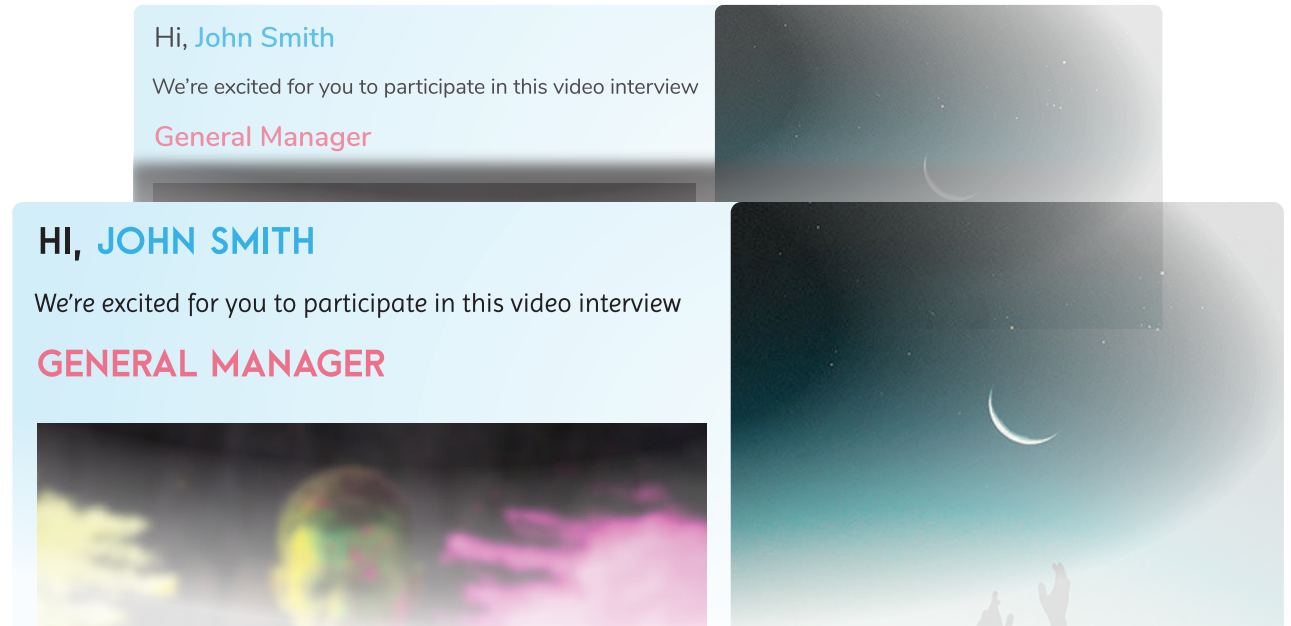 Hi, John Smith
We’re excited for you to participate in this video interview
General Manager
HI, JOHN SMITH
We’re excited for you to participate in this video interview
GENERAL MANAGER